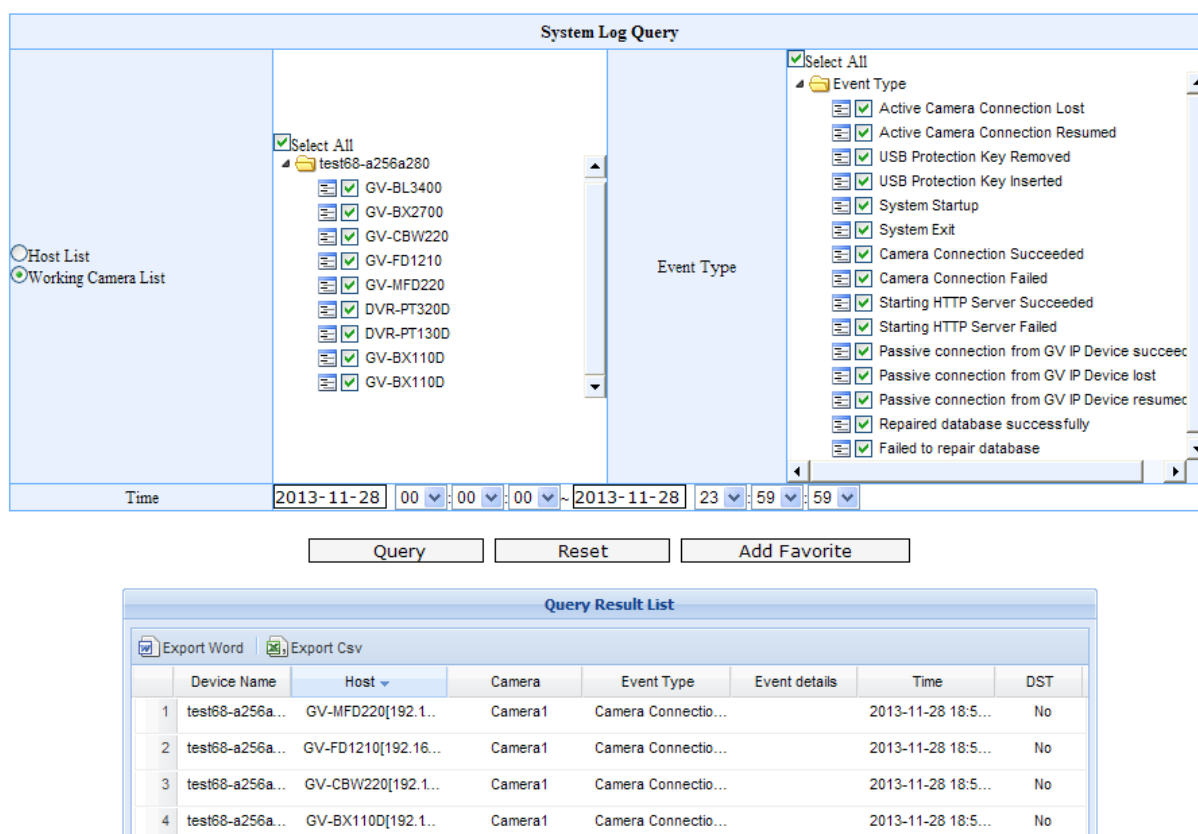 System Log Query
Host List
Working Camera List
Select All
test68-a256a280
GV-BL3400
GV-BX2700
GV-CBW220
GV-FD1210
GV-MFD220
DVR-PT320D
DVR-PT130D
GV-BX110D
GV-BX110D
Event Type
Select All
Event Type
Active Camera Connection Lost
Active Camera Connection Resumed
USB Protection Key Removed
USB Protection Key Inserted
System Startup
System Exit
Camera Connection Succeeded
Camera Connection Failed
Starting HTTP Server Succeeded
Starting HTTP Server Failed
Passive connection from GV IP Device succeed
Passive connection from GV IP Device lost
Passive connection from GV IP Device resumed
Repaired database successfully
Failed to repair database
Time 2013-11-28 00 : 00 : 00 ~ 2013-11-28 23 : 59 : 59
Query Reset Add Favorite
Query Result List
Export Word Export Csv
Device Name Host Camera Event Type Event details Time DST
1 test68-a256a... GV-MFD220[192.1... Camera1 Camera Connectio... 2013-11-28 18:5... No
2 test68-a256a... GV-FD1210[192.16... Camera1 Camera Connectio... 2013-11-28 18:5... No
3 test68-a256a... GV-CBW220[192.1... Camera1 Camera Connectio... 2013-11-28 18:5... No
4 test68-a256a... GV-BX110D[192.1... Camera1 Camera Connectio... 2013-11-28 18:5... No